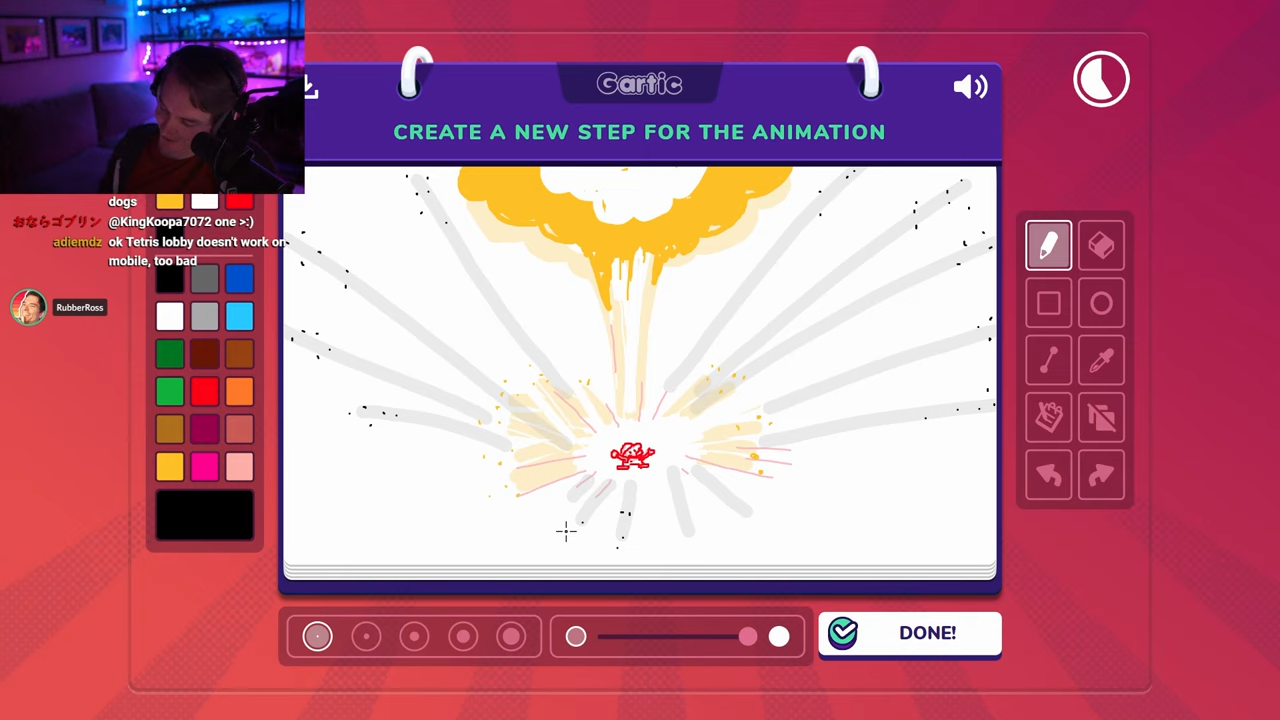 Gartic
CREATE A NEW STEP FOR THE ANIMATION
dogs
おならゴブリン @KingKoopa7072 one >:)
adiemdz ok Tetris lobby doesn't work on
mobile, too bad
RubberRoss
DONE!